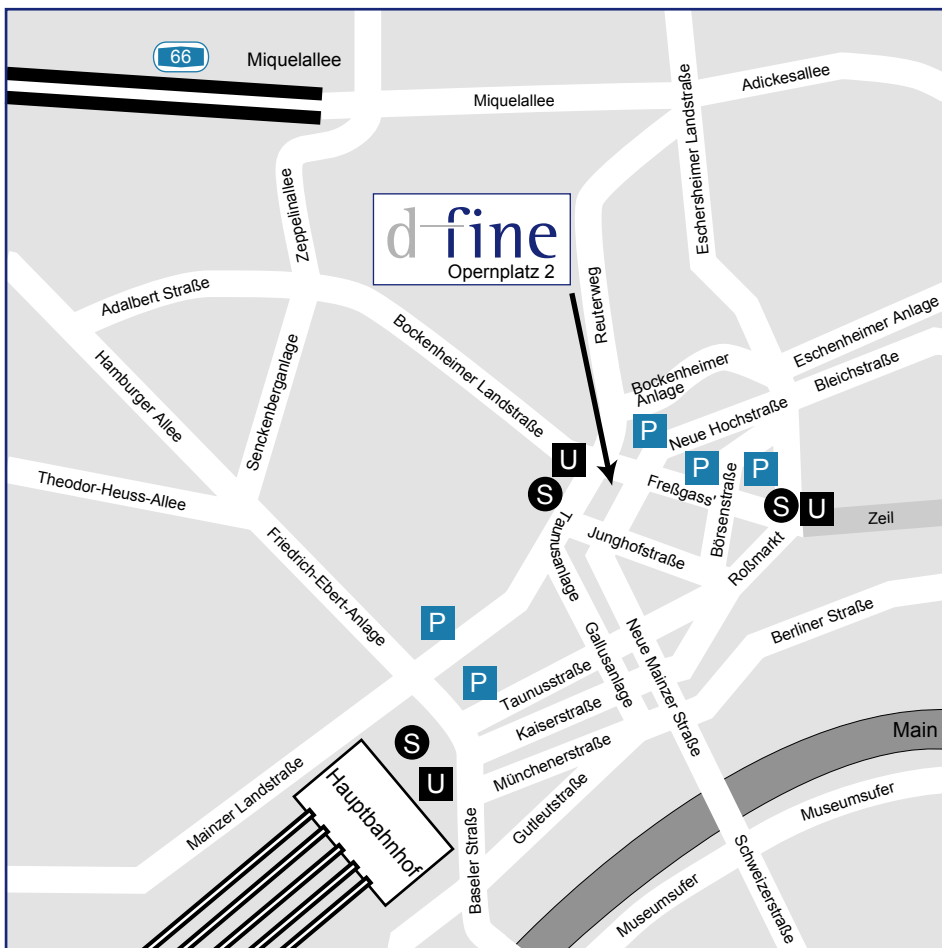 66
Miquelallee
Miquelallee
Adickesallee
Eschersheimer Landstraße
Zeppelinallee
d-fine
Opernplatz 2
Reuterweg
Adalbert Straße
Bockenheimer Landstraße
Eschenheimer Anlage
Bockenheimer
Anlage
Bleichstraße
Hamburger Allee
Senckenberganlage
Neue Hochstraße
P
U
P
P
Theodor-Heuss-Allee
S
Freßgass'
Börsenstraße
S
U
Zeil
Taunusanlage
Junghofstraße
Roßmarkt
Friedrich-Ebert-Anlage
P
Gallusanlage
Neue Mainzer Straße
Berliner Straße
P
Taunusstraße
Kaiserstraße
S
Münchenerstraße
Main
U
Mainzer Landstraße
Hauptbahnhof
Gutleutstraße
Museumsufer
Baseler Straße
Schweizerstraße
Museumsufer